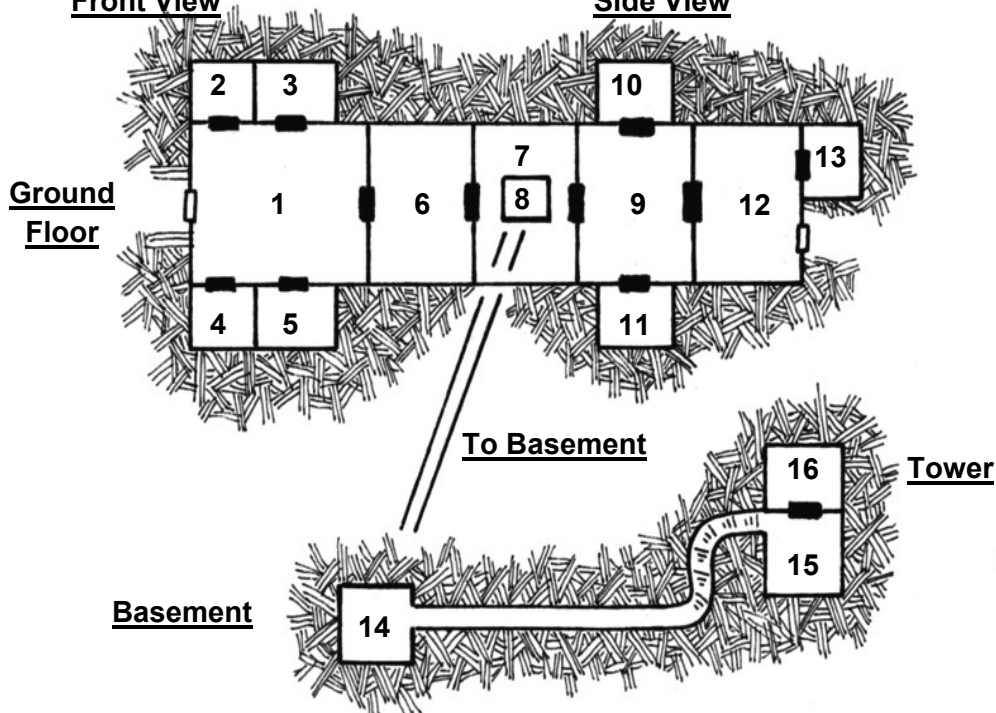 Front View
Side View
2
3
10
7
13
Ground
Floor
1
6
8
9
12
4
5
11
To Basement
16
Tower
15
Basement
14